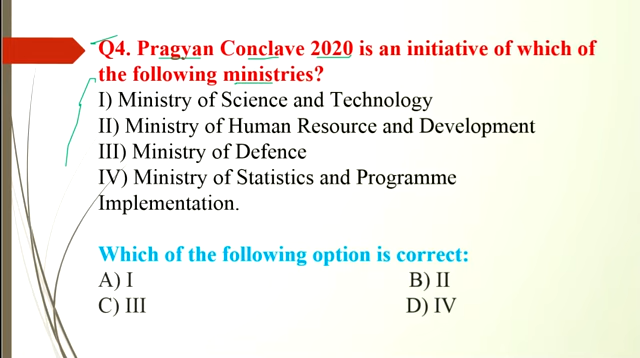 Q4. Pragyan Conclave 2020 is an initiative of which of
the following ministries?
I) Ministry of Science and Technology
II) Ministry of Human Resource and Development
III) Ministry of Defence
IV) Ministry of Statistics and Programme
Implementation.
Which of the following option is correct:
A) I B) II
C) III D) IV